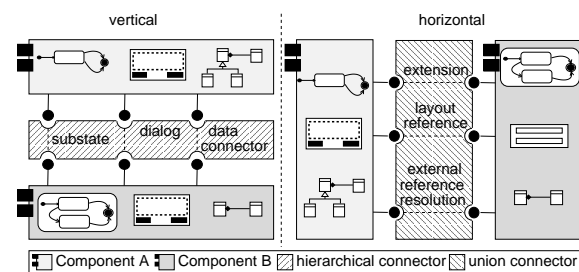 vertical
horizontal
substate
dialog
data
connector
extension
layout
reference
external
reference
resolution
Component A
Component B
hierarchical connector
union connector